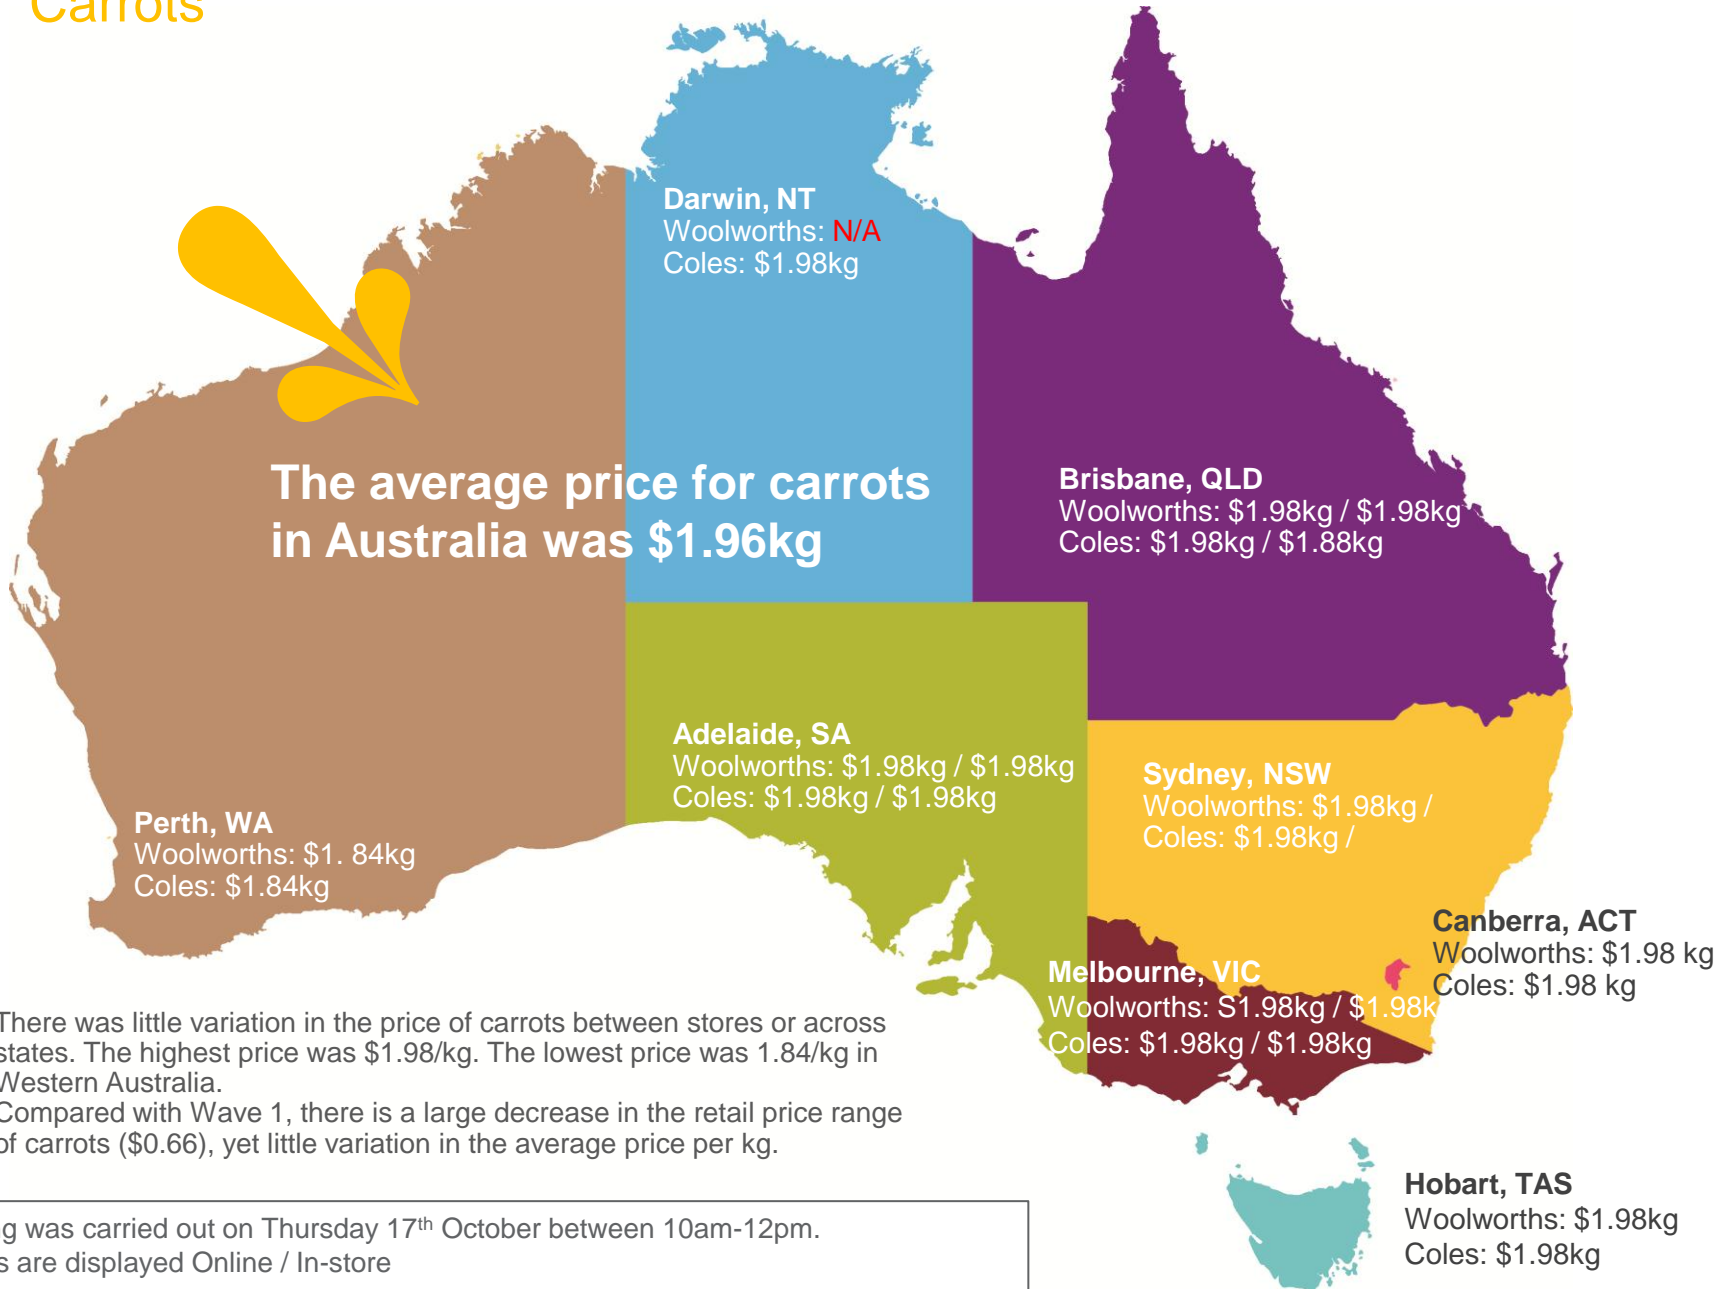 Carrots
Darwin, NT
Woolworths: N/A
Coles: $1.98kg
The average price for carrots
in Australia was $1.96kg
Brisbane, QLD
Woolworths: $1.98kg / $1.98kg
Coles: $1.98kg / $1.88kg
Adelaide, SA
Woolworths: $1.98kg / $1.98kg
Coles: $1.98kg / $1.98kg
Sydney, NSW
Woolworths: $1.98kg /
Coles: $1.98kg /
Perth, WA
Woolworths: $1. 84kg
Coles: $1.84kg
Canberra, ACT
Woolworths: $1.98 kg
Coles: $1.98 kg
Melbourne, VIC
Woolworths: S1.98kg / $1.98k
Coles: $1.98kg / $1.98kg
There was little variation in the price of carrots between stores or across
states. The highest price was $1.98/kg. The lowest price was 1.84/kg in
Western Australia.
Compared with Wave 1, there is a large decrease in the retail price range
of carrots ($0.66), yet little variation in the average price per kg.
Hobart, TAS
Woolworths: $1.98kg
Coles: $1.98kg
g was carried out on Thursday 17th October between 10am-12pm.
s are displayed Online / In-store